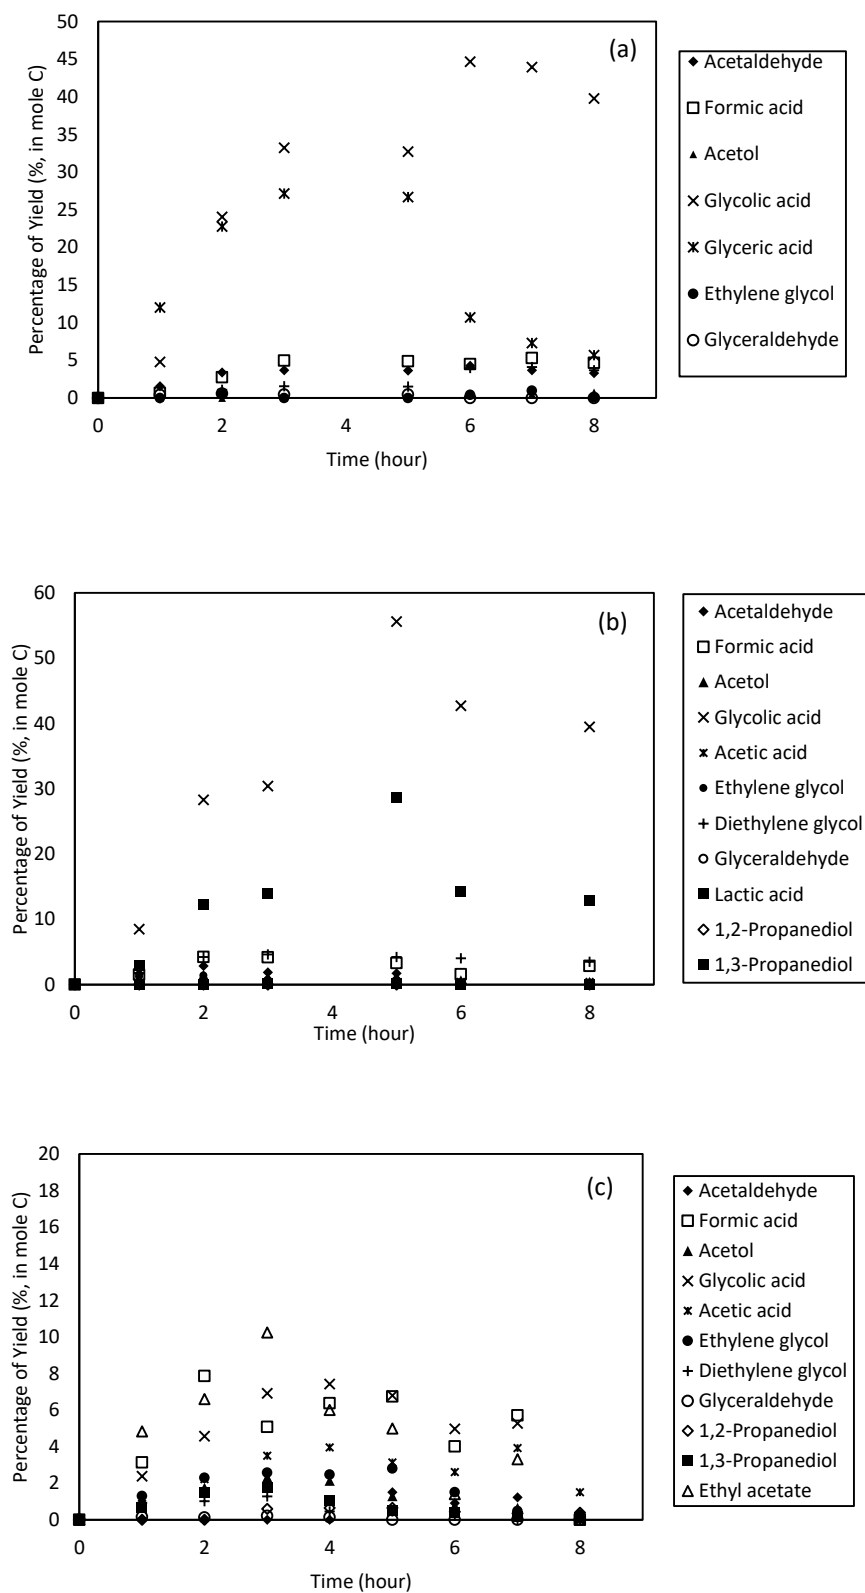 (a)
Percentage of Yield (%, in mole C)
50
45
40
35
30
25
20
15
10
5
0
0 2 4 6 8
Time (hour)
Acetaldehyde
Formic acid
Acetol
Glycolic acid
Glyceric acid
Ethylene glycol
Glyceraldehyde
(b)
Percentage of Yield (%, in mole C)
60
50
40
30
20
10
0
0 2 4 6 8
Time (hour)
Acetaldehyde
Formic acid
Acetol
Glycolic acid
Acetic acid
Ethylene glycol
Diethylene glycol
Glyceraldehyde
Lactic acid
1,2-Propanediol
1,3-Propanediol
(c)
Percentage of Yield (%, in mole C)
20
18
16
14
12
10
8
6
4
2
0
0 2 4 6 8
Time (hour)
Acetaldehyde
Formic acid
Acetol
Glycolic acid
Acetic acid
Ethylene glycol
Diethylene glycol
Glyceraldehyde
1,2-Propanediol
1,3-Propanediol
Ethyl acetate